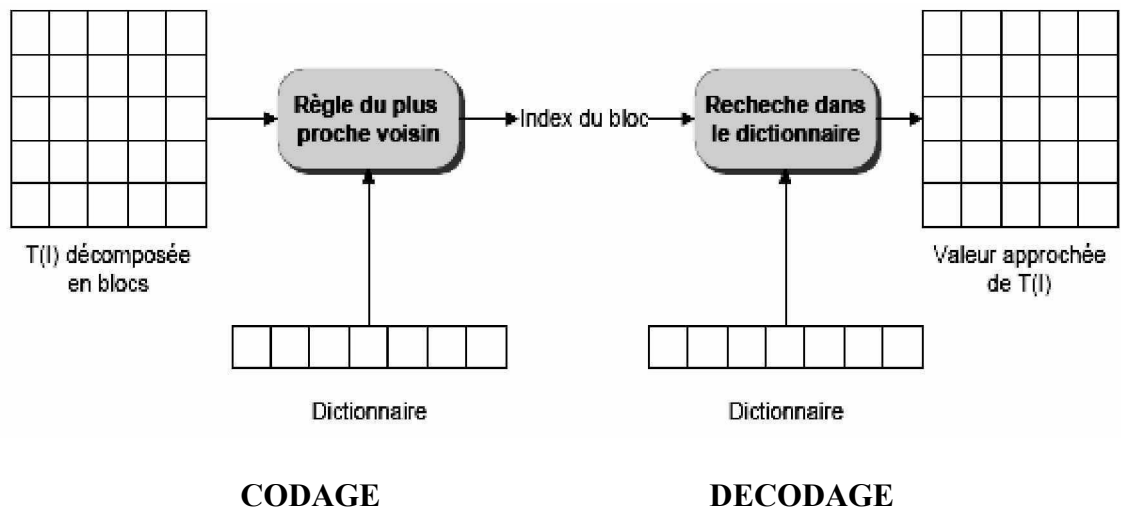 Règle du plus
proche voisin
Index du bloc
Recheche dans
le dictionnaire
T(I) décomposée
en blocs
Valeur approchée
de T(I)
Dictionnaire
Dictionnaire
CODAGE
DECODAGE